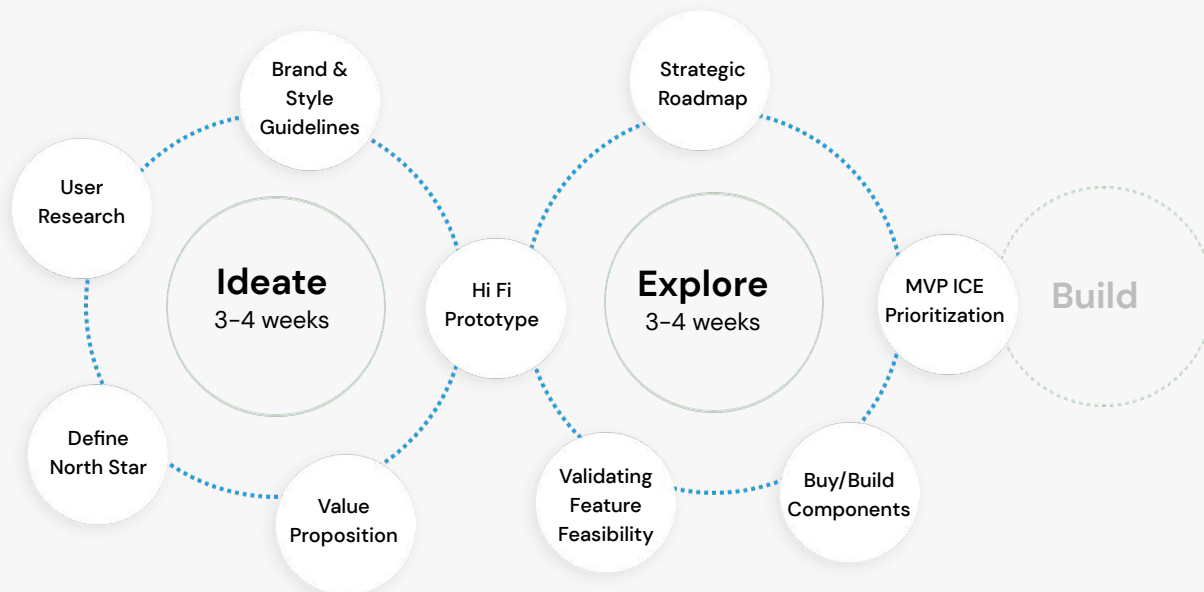 Brand &
Style
Guidelines
Strategic
Roadmap
User
Research
Ideate
3-4 weeks
Hi Fi
Prototype
Explore
3-4 weeks
MVP ICE
Prioritization
Build
Define
North Star
Value
Proposition
Validating
Feature
Feasibility
Buy/Build
Components